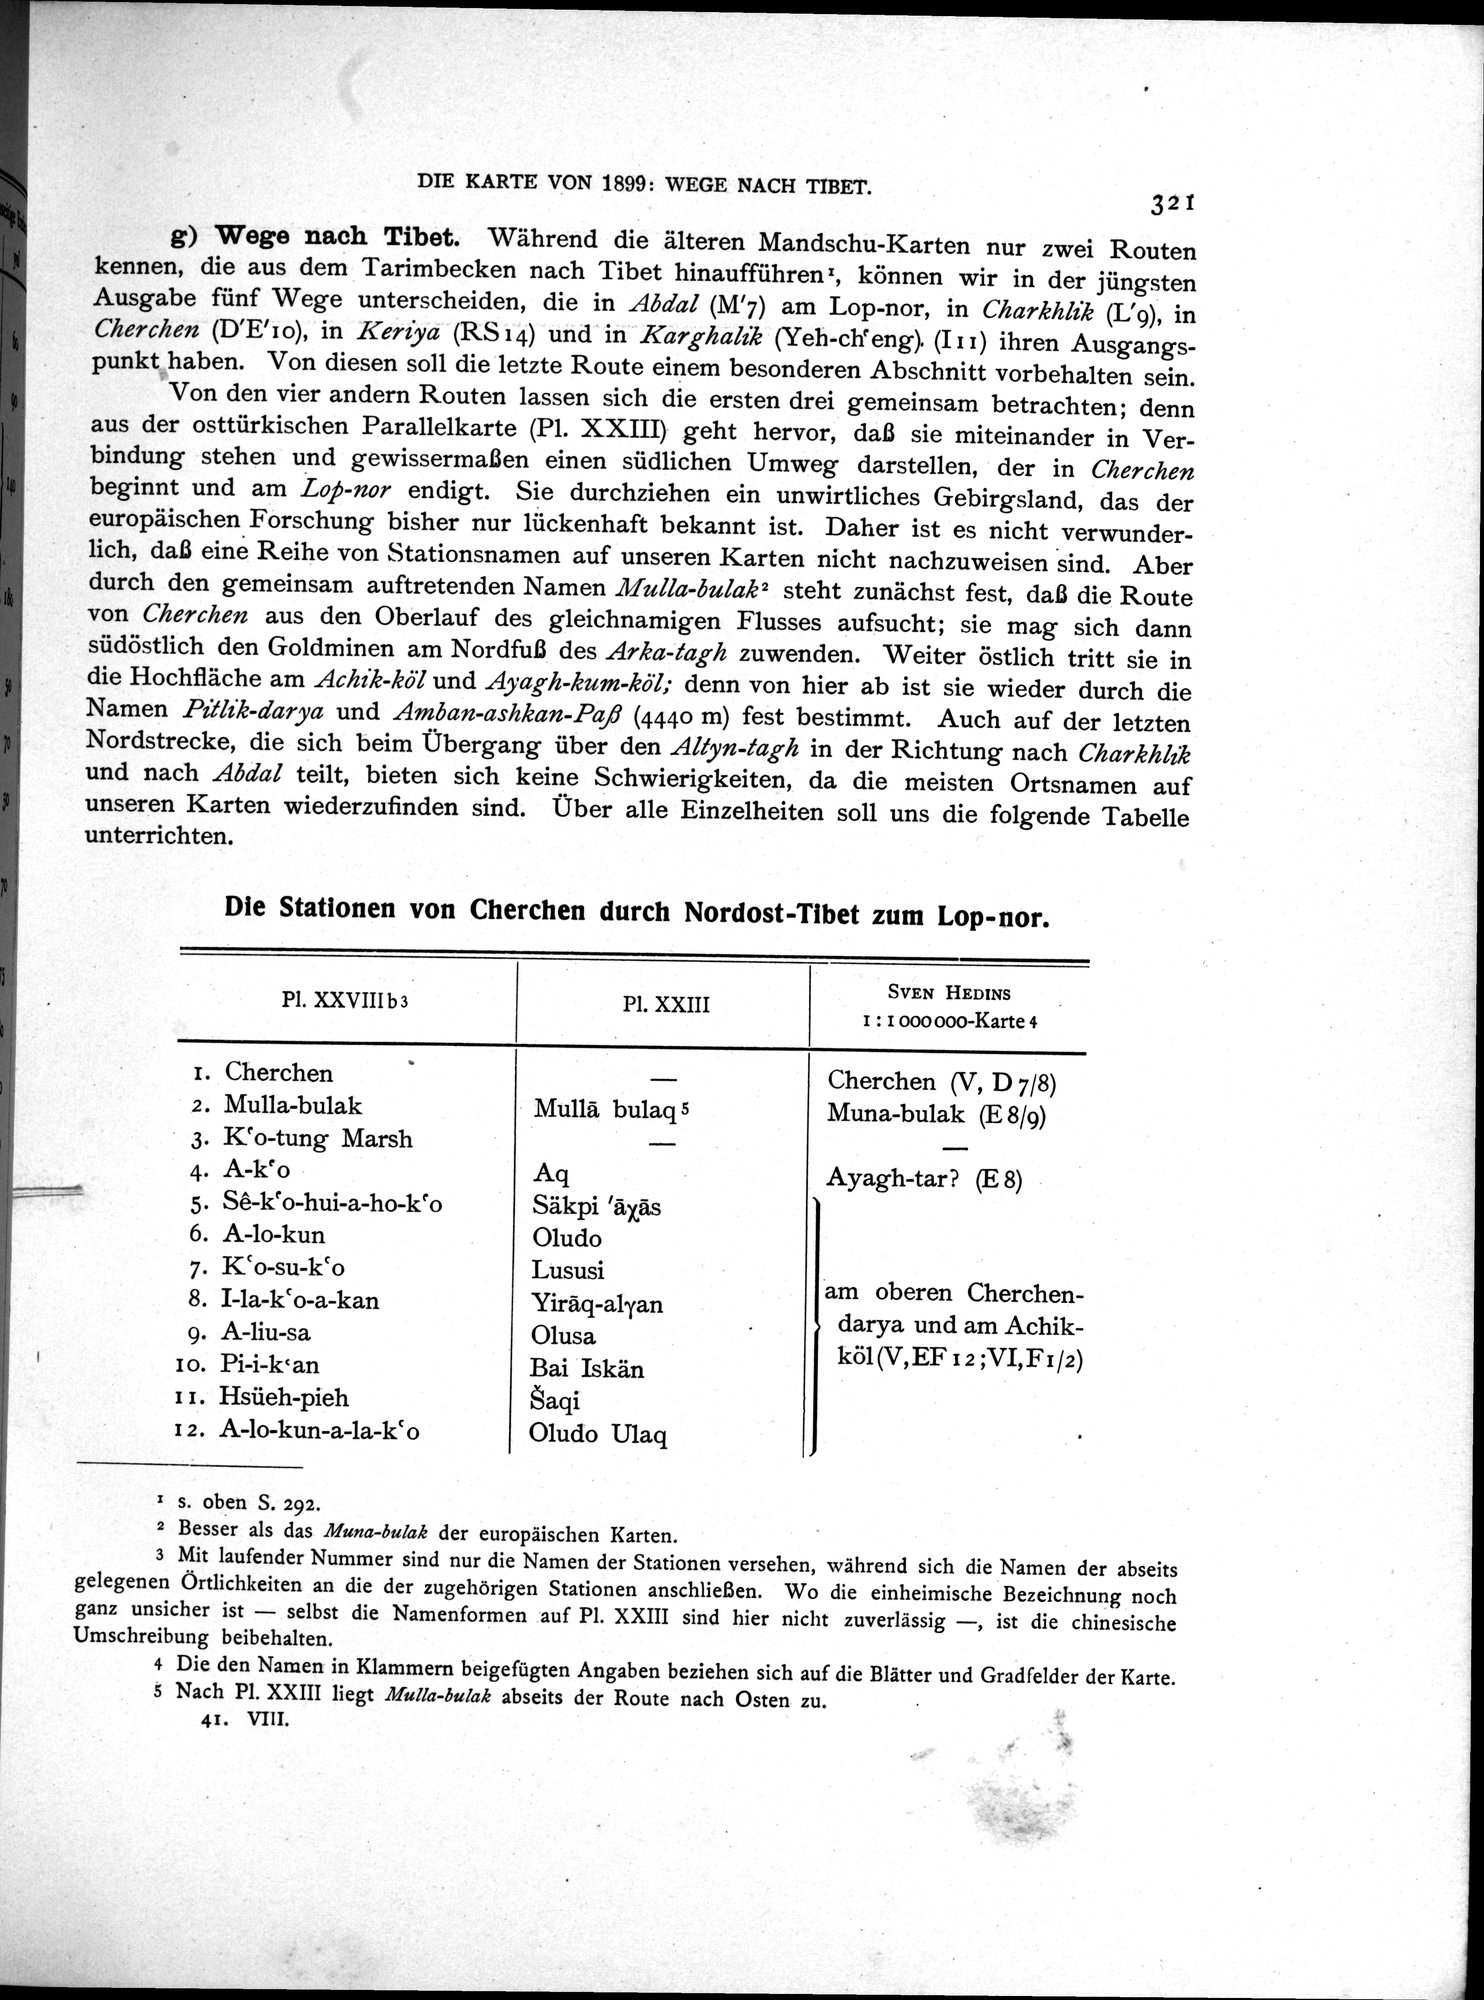 DIE KARTE VON 1899: WEGE NACH TIBET.
321
g) Wege nach Tibet. Während die älteren Mandschu-Karten nur zwei Routen
kennen, die aus dem Tarimbecken nach Tibet hinaufführen¹, können wir in der jüngsten
Ausgabe fünf Wege unterscheiden, die in Abdal (M′7) am Lop-nor, in Charkhlik (L′9), in
Cherchen (D′E′10), in Keriya (RS14) und in Karghalik (Yeh-chʿeng). (I11) ihren Ausgangs-
punkt haben. Von diesen soll die letzte Route einem besonderen Abschnitt vorbehalten sein.
Von den vier andern Routen lassen sich die ersten drei gemeinsam betrachten; denn
aus der osttürkischen Parallelkarte (Pl. XXIII) geht hervor, daß sie miteinander in Ver-
bindung stehen und gewissermaßen einen südlichen Umweg darstellen, der in Cherchen
beginnt und am Lop-nor endigt. Sie durchziehen ein unwirtliches Gebirgsland, das der
europäischen Forschung bisher nur lückenhaft bekannt ist. Daher ist es nicht verwunder-
lich, daß eine Reihe von Stationsnamen auf unseren Karten nicht nachzuweisen sind. Aber
durch den gemeinsam auftretenden Namen Mulla-bulak² steht zunächst fest, daß die Route
von Cherchen aus den Oberlauf des gleichnamigen Flusses aufsucht; sie mag sich dann
südöstlich den Goldminen am Nordfuß des Arka-tagh zuwenden. Weiter östlich tritt sie in
die Hochfläche am Achik-köl und Ayagh-kum-köl; denn von hier ab ist sie wieder durch die
Namen Pitlik-darya und Amban-ashkan-Paß (4440 m) fest bestimmt. Auch auf der letzten
Nordstrecke, die sich beim Übergang über den Altyn-tagh in der Richtung nach Charkhlik
und nach Abdal teilt, bieten sich keine Schwierigkeiten, da die meisten Ortsnamen auf
unseren Karten wiederzufinden sind. Über alle Einzelheiten soll uns die folgende Tabelle
unterrichten.
Die Stationen von Cherchen durch Nordost-Tibet zum Lop-nor.
Pl. XXVIIIb³ Pl. XXIII SVEN HEDINS
1 : 1 000 000-Karte⁴
1. Cherchen — Cherchen (V, D 7/8)
2. Mulla-bulak Mullā bulaq⁵ Muna-bulak (E 8/9)
3. Kʿo-tung Marsh — —
4. A-kʿo Aq Ayagh-tar? (E 8)
5. Sê-kʿo-hui-a-ho-kʿo Säkpi ʾāχās
6. A-lo-kun Oludo
7. Kʿo-su-kʿo Lususi
8. I-la-kʿo-a-kan Yirāq-alγan am oberen Cherchen-
9. A-liu-sa Olusa darya und am Achik-
10. Pi-i-kʿan Bai Iskän köl (V, EF 12; VI, F 1/2)
11. Hsüeh-pieh Šaqi
12. A-lo-kun-a-la-kʿo Oludo Ulaq
¹ s. oben S. 292.
² Besser als das Muna-bulak der europäischen Karten.
³ Mit laufender Nummer sind nur die Namen der Stationen versehen, während sich die Namen der abseits
gelegenen Örtlichkeiten an die der zugehörigen Stationen anschließen. Wo die einheimische Bezeichnung noch
ganz unsicher ist — selbst die Namenformen auf Pl. XXIII sind hier nicht zuverlässig —, ist die chinesische
Umschreibung beibehalten.
⁴ Die den Namen in Klammern beigefügten Angaben beziehen sich auf die Blätter und Gradfelder der Karte.
⁵ Nach Pl. XXIII liegt Mulla-bulak abseits der Route nach Osten zu.
41. VIII.